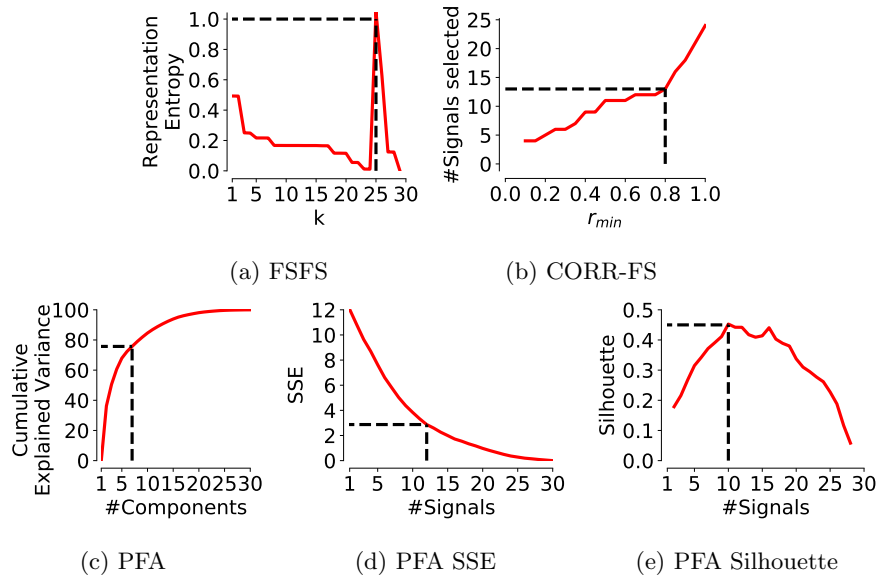 Representation
Entropy
1.0
0.8
0.6
0.4
0.2
0.0
1 5 10 15 20 25 30
k
(a) FSFS
#Signals selected
25
20
15
10
5
0
0.0 0.2 0.4 0.6 0.8 1.0
r_min
(b) CORR-FS
Cumulative
Explained Variance
100
80
60
40
20
0
1 5 10 15 20 25 30
#Components
(c) PFA
SSE
12
10
8
6
4
2
0
1 5 10 15 20 25 30
#Signals
(d) PFA SSE
Silhouette
0.5
0.4
0.3
0.2
0.1
0.0
1 5 10 15 20 25 30
#Signals
(e) PFA Silhouette